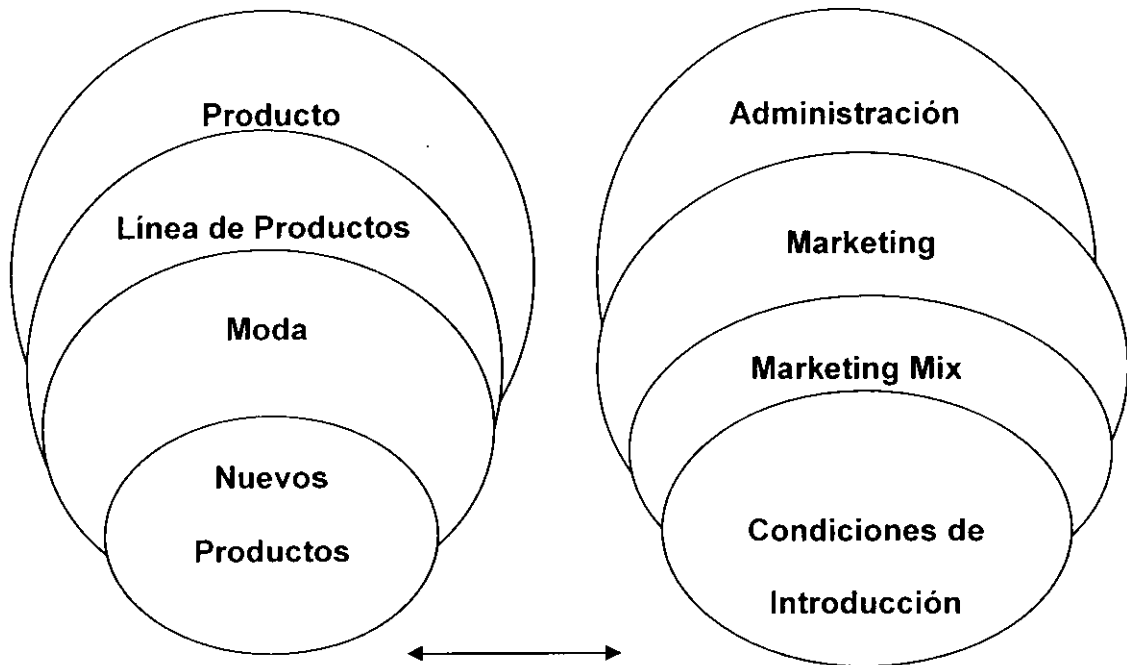 Producto
Línea de Productos
Moda
Nuevos
Productos
Administración
Marketing
Marketing Mix
Condiciones de
Introducción